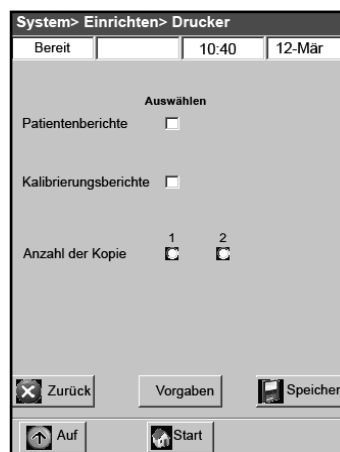 System> Einrichten> Drucker
Bereit 10:40 12-Mär
Auswählen
Patientenberichte
Kalibrierungsberichte
1 2
Anzahl der Kopie
Zurück Vorgaben Speicher
Auf Start